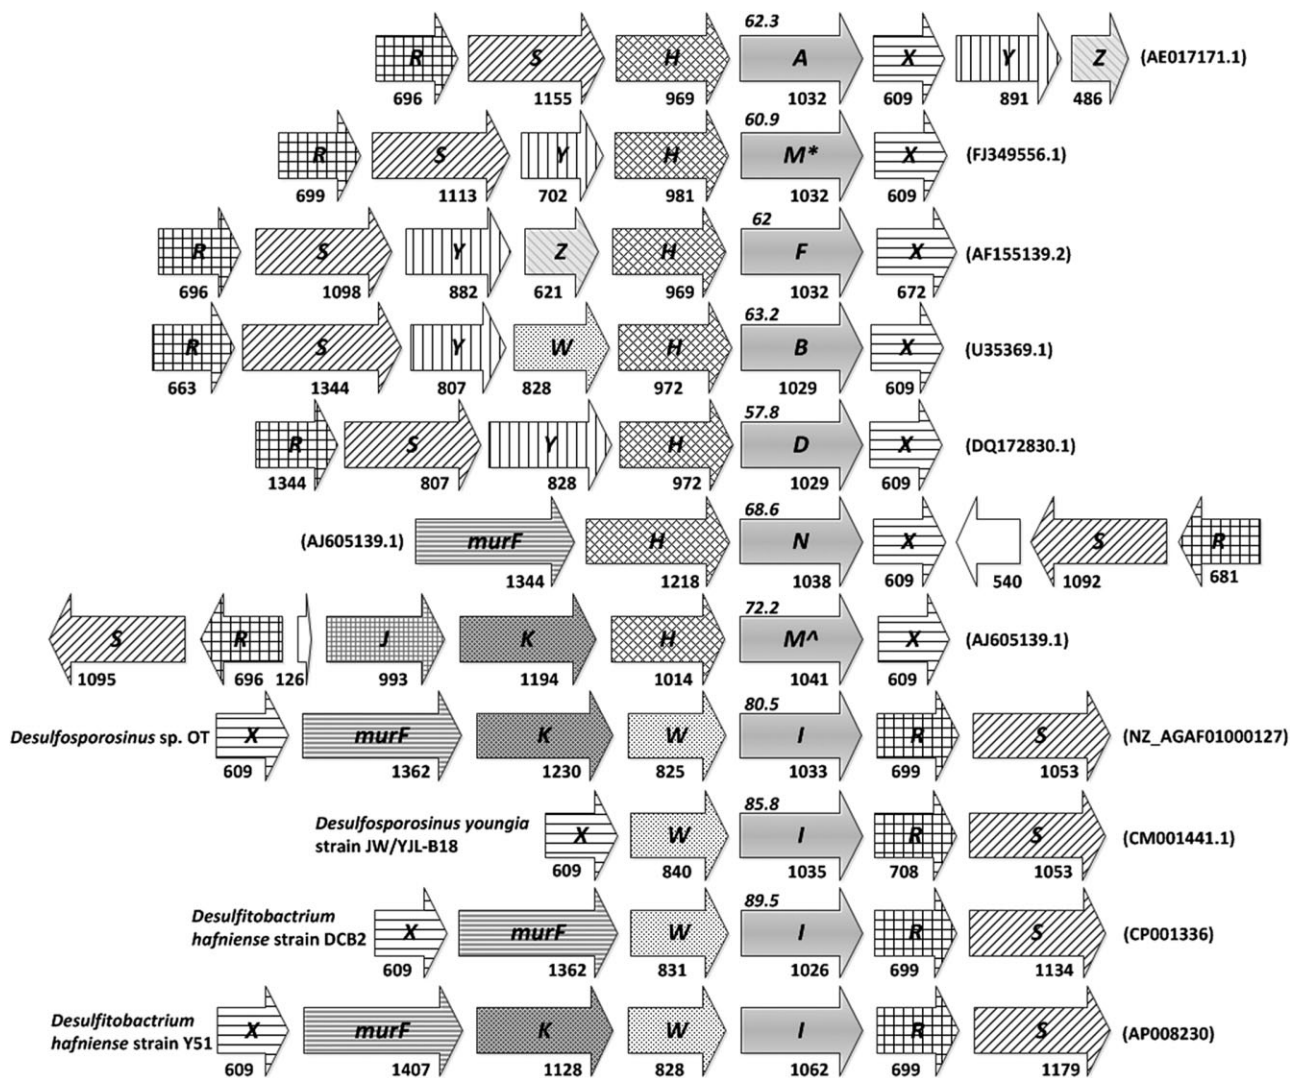 62.3
R S H A X Y Z (AE017171.1)
696 1155 969 1032 609 891 486
60.9
R S Y H M* X (FJ349556.1)
699 1113 702 981 1032 609
62
R S Y Z H F X (AF155139.2)
696 1098 882 621 969 1032 672
63.2
R S Y W H B X (U35369.1)
663 1344 807 828 972 1029 609
57.8
R S Y H D X (DQ172830.1)
1344 807 828 972 1029 609
68.6
(AJ605139.1) murF H N X S R
1344 1218 1038 609 540 1092 681
72.2
S R J K H M^ X (AJ605139.1)
1095 696 126 993 1194 1014 1041 609
80.5
Desulfosporosinus sp. OT X murF K W I R S (NZ_AGAF01000127)
609 1362 1230 825 1033 699 1053
85.8
Desulfosporosinus youngia
strain JW/YJL-B18 X W I R S (CM001441.1)
609 840 1035 708 1053
89.5
Desulfitobactrium
hafniense strain DCB2 X murF W I R S (CP001336)
609 1362 831 1026 699 1134
Desulfitobactrium
hafniense strain Y51 X murF K W I R S (AP008230)
609 1407 1128 828 1062 699 1179